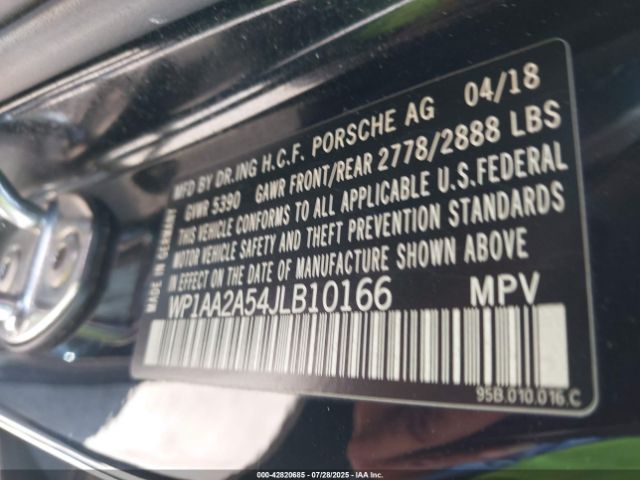 MFD BY DR.ING H.C.F. PORSCHE AG 04/18
GVWR 5390 GAWR FRONT/REAR 2778/2888 LBS
THIS VEHICLE CONFORMS TO ALL APPLICABLE U.S.FEDERAL
MOTOR VEHICLE SAFETY AND THEFT PREVENTION STANDARDS
IN EFFECT ON THE DATE OF MANUFACTURE SHOWN ABOVE
WP1AA2A54JLB10166 MPV
MADE IN GERMANY
95B.010.016.C
000-42820685 | 07/28/2025 - IAA Inc.